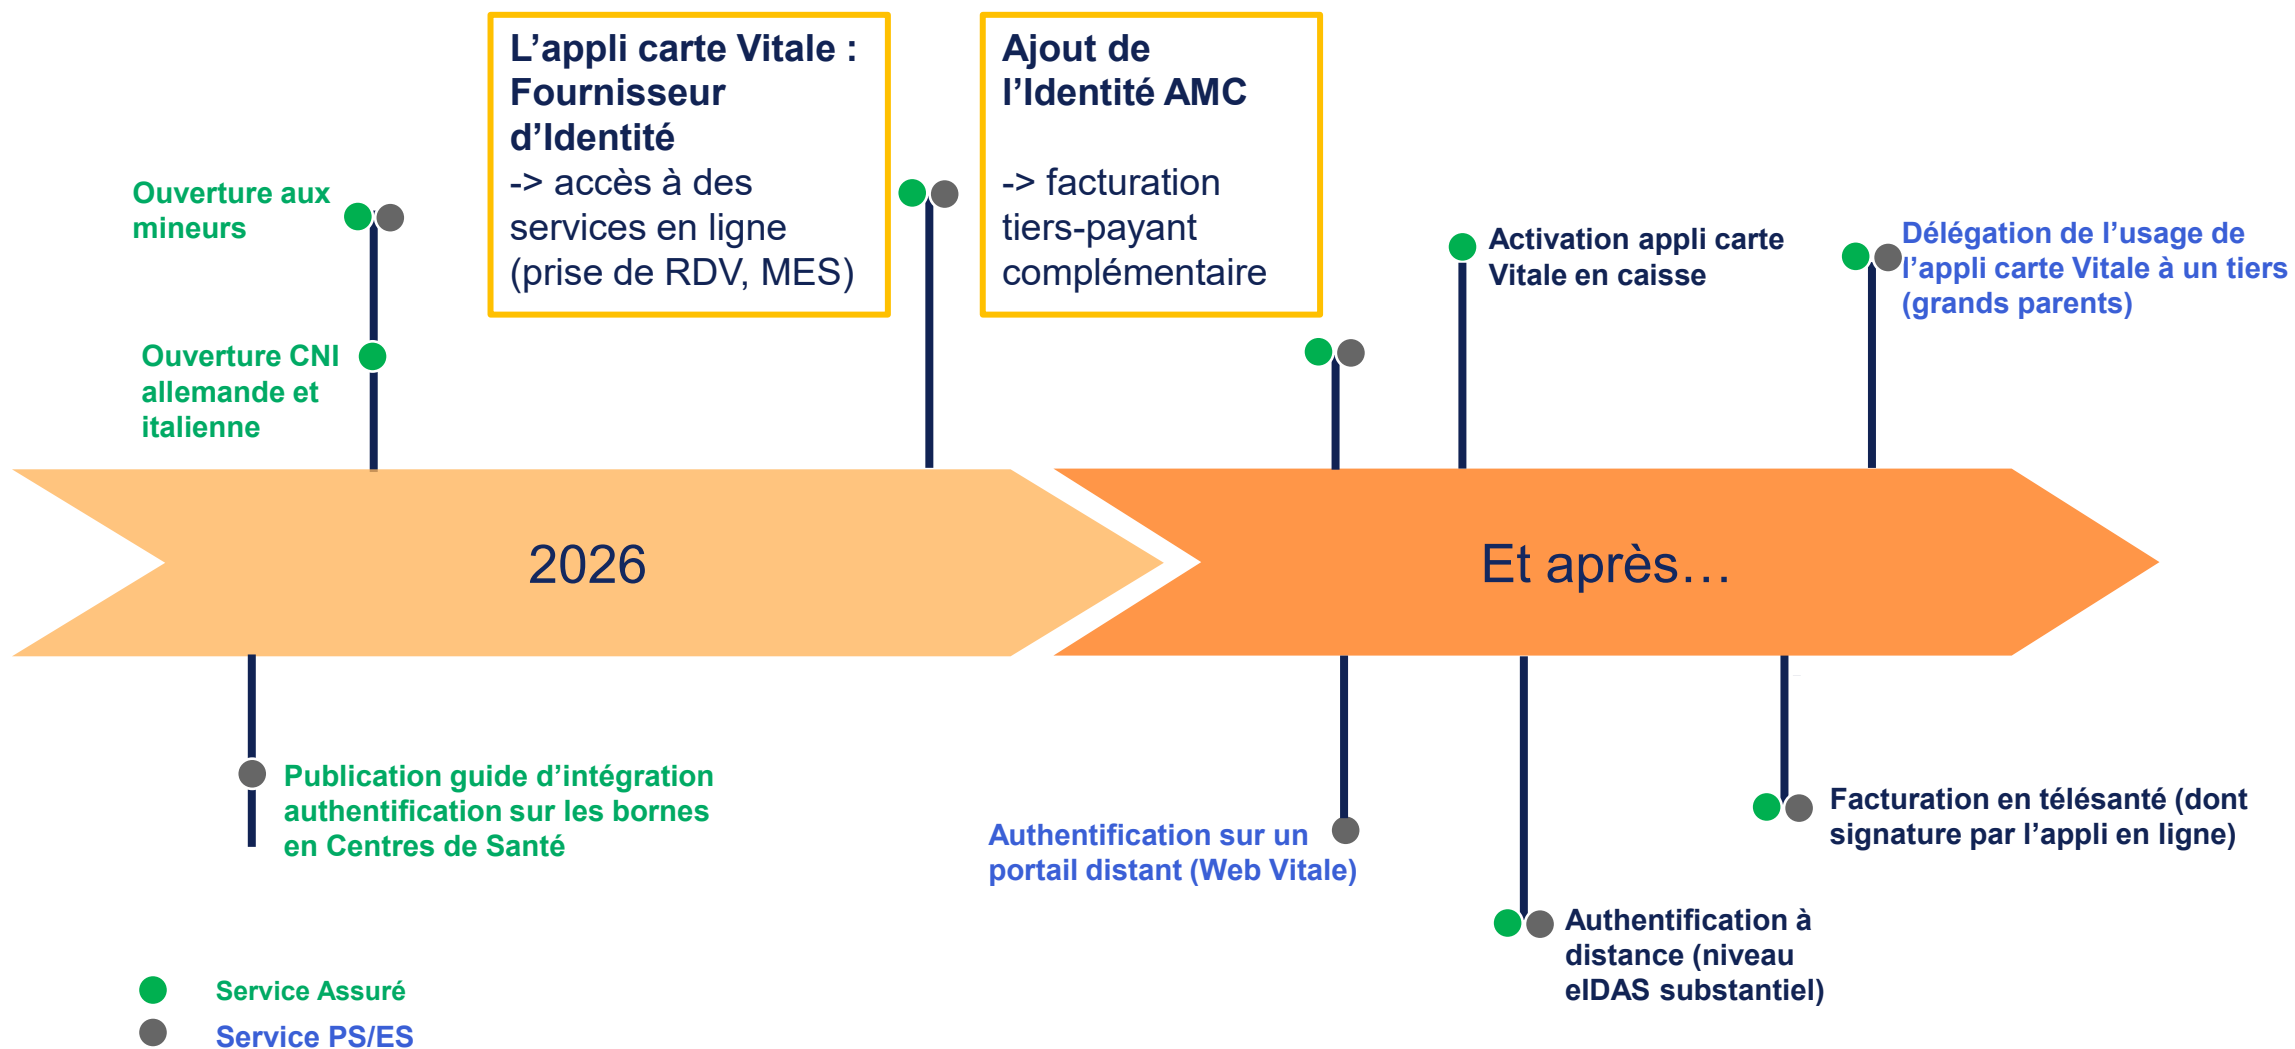 L’appli carte Vitale :
Fournisseur
d’Identité
-> accès à des
services en ligne
(prise de RDV, MES)
Ajout de
l’Identité AMC
-> facturation
tiers-payant
complémentaire
Ouverture aux
mineurs
Ouverture CNI
allemande et
italienne
Activation appli carte
Vitale en caisse
Délégation de l’usage de
l’appli carte Vitale à un tiers
(grands parents)
2026
Et après…
Publication guide d’intégration
authentification sur les bornes
en Centres de Santé
Authentification sur un
portail distant (Web Vitale)
Facturation en télésanté (dont
signature par l’appli en ligne)
Authentification à
distance (niveau
eIDAS substantiel)
Service Assuré
Service PS/ES